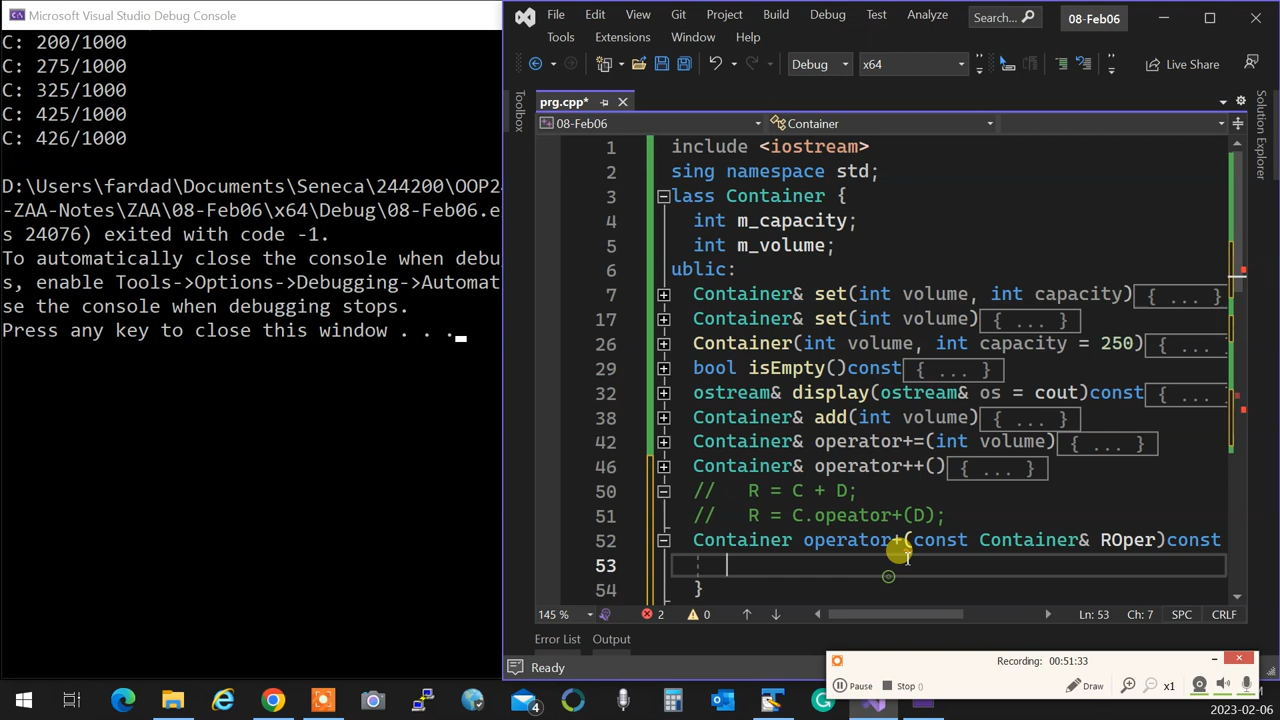 Microsoft Visual Studio Debug Console
C: 200/1000
C: 275/1000
C: 325/1000
C: 425/1000
C: 426/1000
D:\Users\fardad\Documents\Seneca\244200\OOP24
-ZAA-Notes\ZAA\08-Feb06\x64\Debug\08-Feb06.e
s 24076) exited with code -1.
To automatically close the console when debu
s, enable Tools->Options->Debugging->Automat
se the console when debugging stops.
Press any key to close this window . . .
File Edit View Git Project Build Debug Test Analyze Search... 08-Feb06
Tools Extensions Window Help
Debug x64 Live Share
Toolbox
prg.cpp*
08-Feb06 Container
Solution Explorer
1 include <iostream>
2 sing namespace std;
3 lass Container {
4 int m_capacity;
5 int m_volume;
6 ublic:
7 Container& set(int volume, int capacity){ ... }
17 Container& set(int volume){ ... }
26 Container(int volume, int capacity = 250){ ...
29 bool isEmpty()const{ ... }
32 ostream& display(ostream& os = cout)const{ ...
38 Container& add(int volume){ ... }
42 Container& operator+=(int volume){ ... }
46 Container& operator++(){ ... }
50 // R = C + D;
51 // R = C.opeator+(D);
52 Container operator+(const Container& ROper)const
53
54 }
145 % 2 0 Ln: 53 Ch: 7 SPC CRLF
Error List Output
Ready
Recording: 00:51:33
Pause Stop () Draw x1
4
2023-02-06